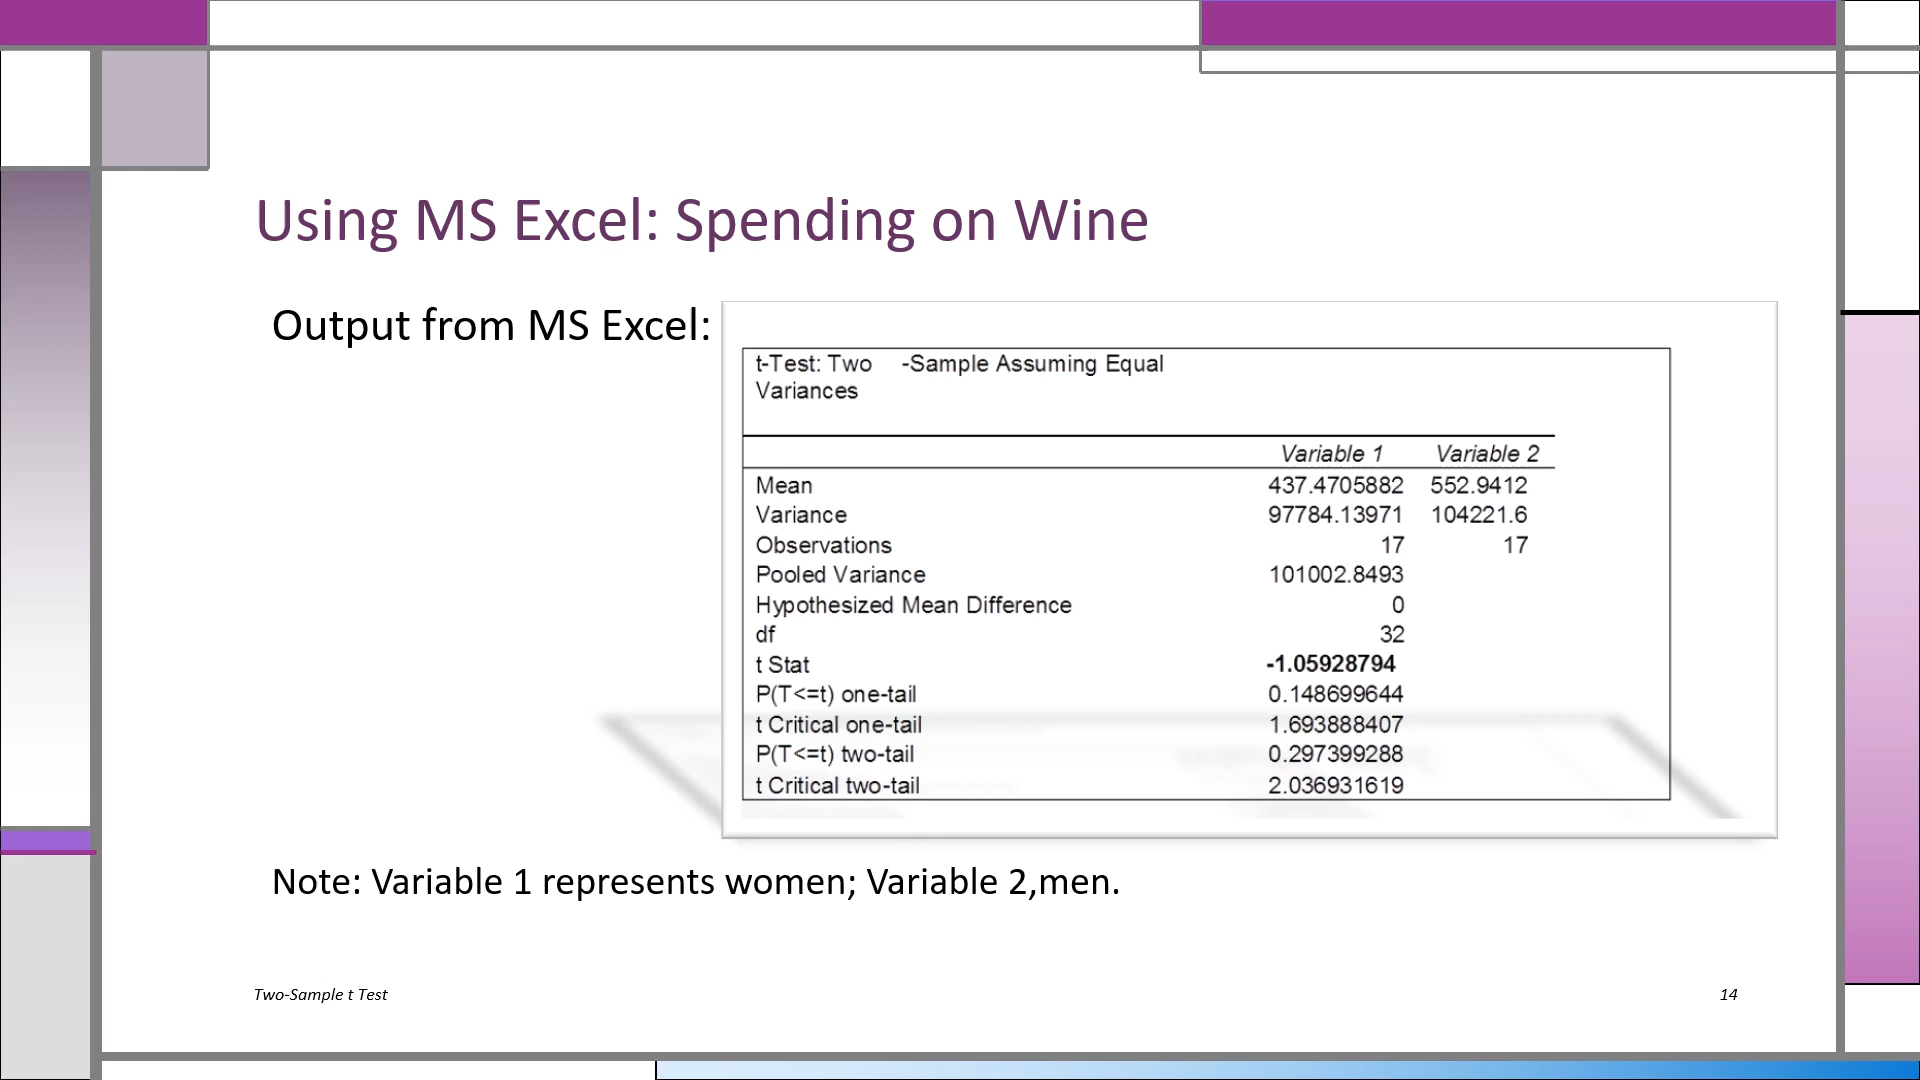 Using MS Excel: Spending on Wine
Output from MS Excel:
t-Test: Two -Sample Assuming Equal
Variances
Variable 1 Variable 2
Mean 437.4705882 552.9412
Variance 97784.13971 104221.6
Observations 17 17
Pooled Variance 101002.8493
Hypothesized Mean Difference 0
df 32
t Stat -1.05928794
P(T<=t) one-tail 0.148699644
t Critical one-tail 1.693888407
P(T<=t) two-tail 0.297399288
t Critical two-tail 2.036931619
Note: Variable 1 represents women; Variable 2,men.
Two-Sample t Test 14